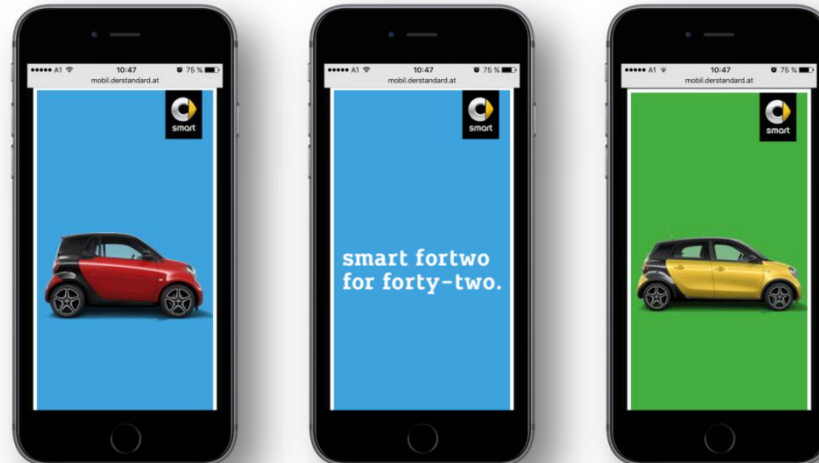 A1 10:47 75 %
mobil.derstandard.at
smart
A1 10:47 75 %
mobil.derstandard.at
smart
smart fortwo
for forty-two.
A1 10:47 75 %
mobil.derstandard.at
smart